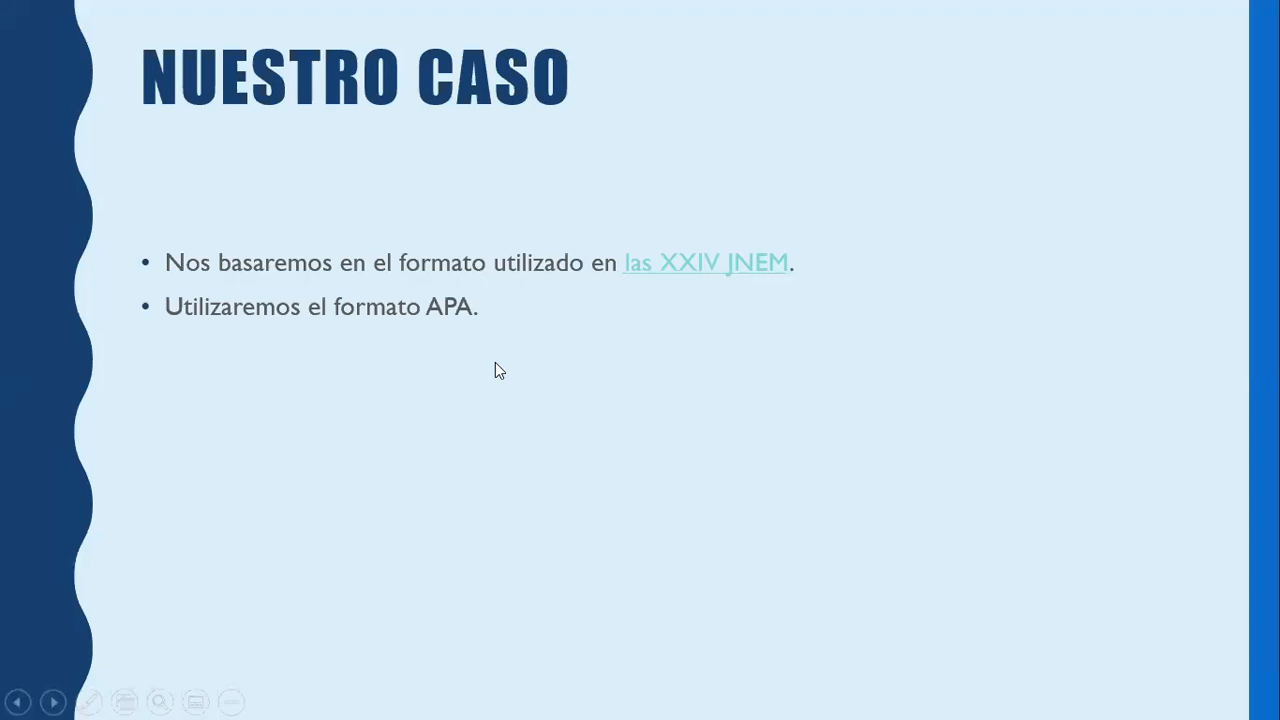 NUESTRO CASO
• Nos basaremos en el formato utilizado en las XXIV JNEM.
• Utilizaremos el formato APA.